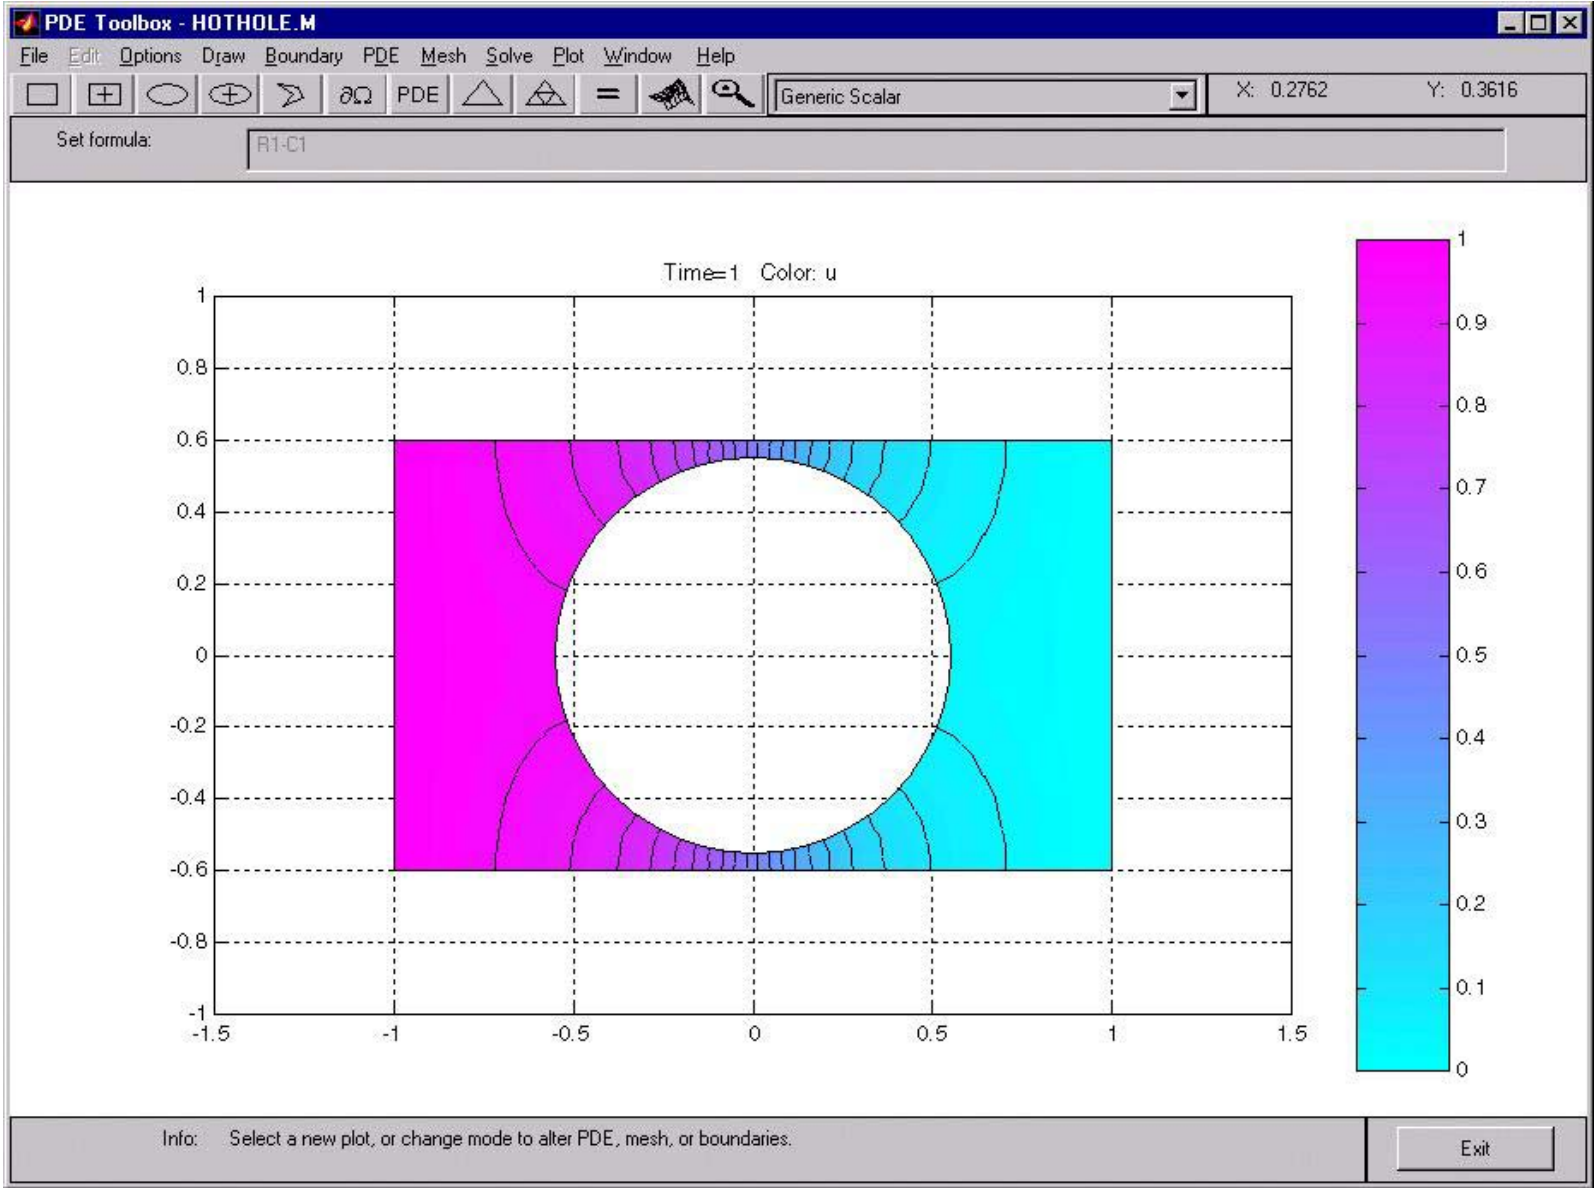 PDE Toolbox - HOTHOLE.M
File Edit Options Draw Boundary PDE Mesh Solve Plot Window Help
∂Ω PDE = Generic Scalar X: 0.2762 Y: 0.3616
Set formula: R1-C1
Time=1 Color: u
1
0.8
0.6
0.4
0.2
0
-0.2
-0.4
-0.6
-0.8
-1
-1.5 -1 -0.5 0 0.5 1 1.5
1
0.9
0.8
0.7
0.6
0.5
0.4
0.3
0.2
0.1
0
Info: Select a new plot, or change mode to alter PDE, mesh, or boundaries.
Exit